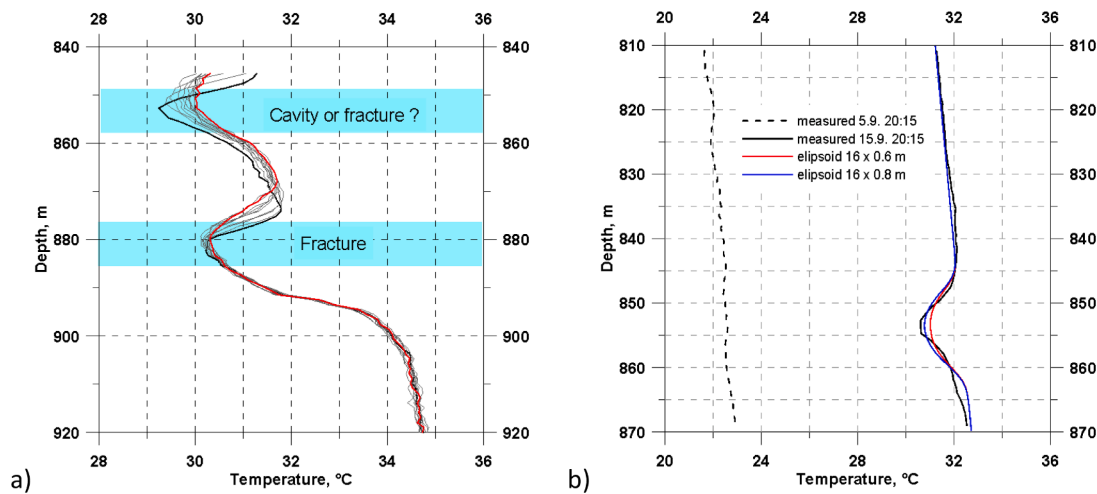 28 30 32 34 36
840 840
Cavity or fracture ?
860 860
Depth, m
Fracture
880 880
900 900
920 920
28 30 32 34 36
Temperature, °C
a)
20 24 28 32 36
810 810
820 820
measured 5.9. 20:15
measured 15.9. 20:15
elipsoid 16 x 0.6 m
elipsoid 16 x 0.8 m
830 830
Depth, m
840 840
850 850
860 860
870 870
20 24 28 32 36
Temperature, °C
b)